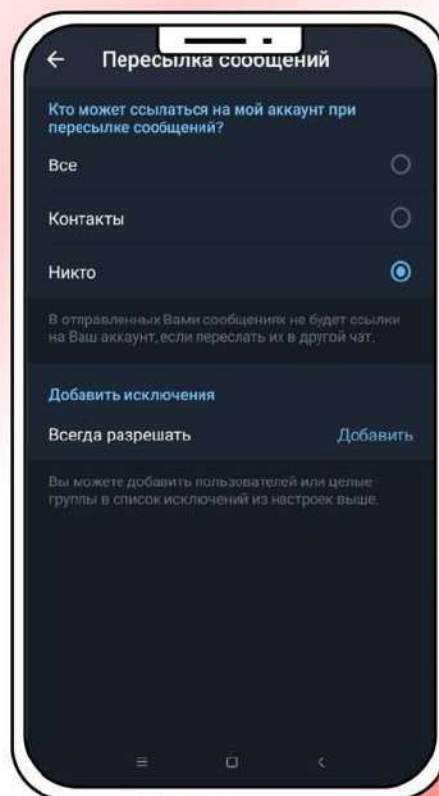 Пересылка сообщений
Кто может ссылаться на мой аккаунт при
пересылке сообщений?
Все
Контакты
Никто
В отправленных Вами сообщениях не будет ссылки
на Ваш аккаунт, если переслать их в другой чат.
Добавить исключения
Всегда разрешать
Добавить
Вы можете добавить пользователей или целые
группы в список исключений из настроек выше.